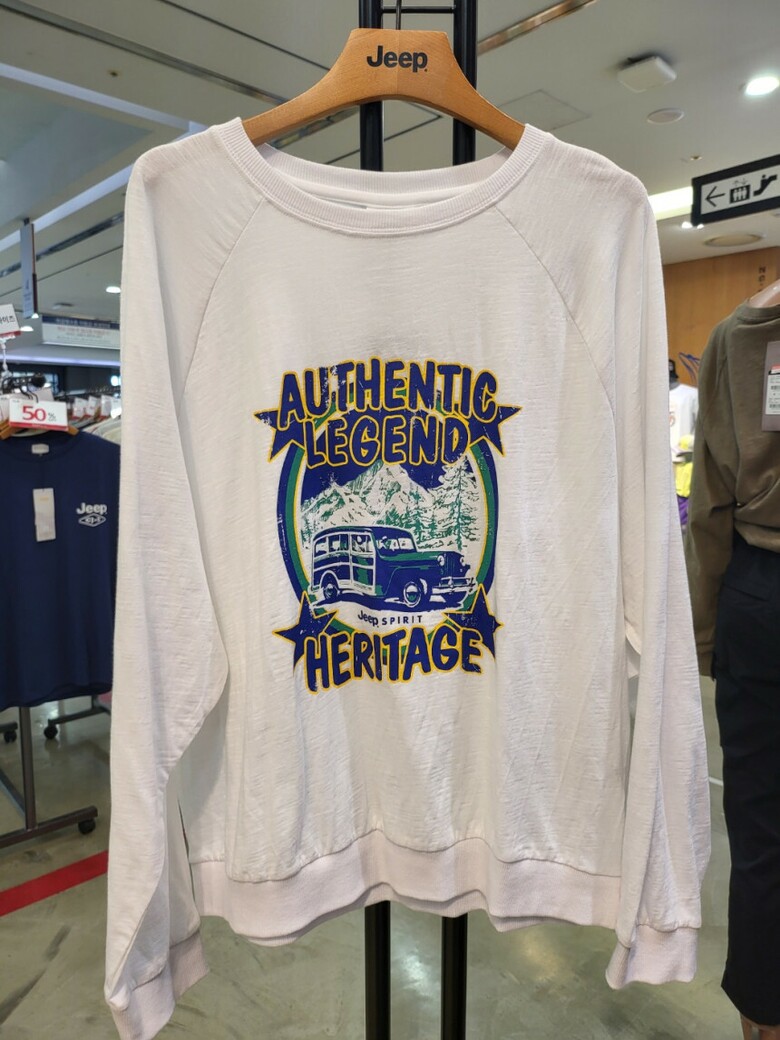 Jeep
AUTHENTIC
LEGEND
Jeep SPIRIT
HERITAGE
50%
Jeep